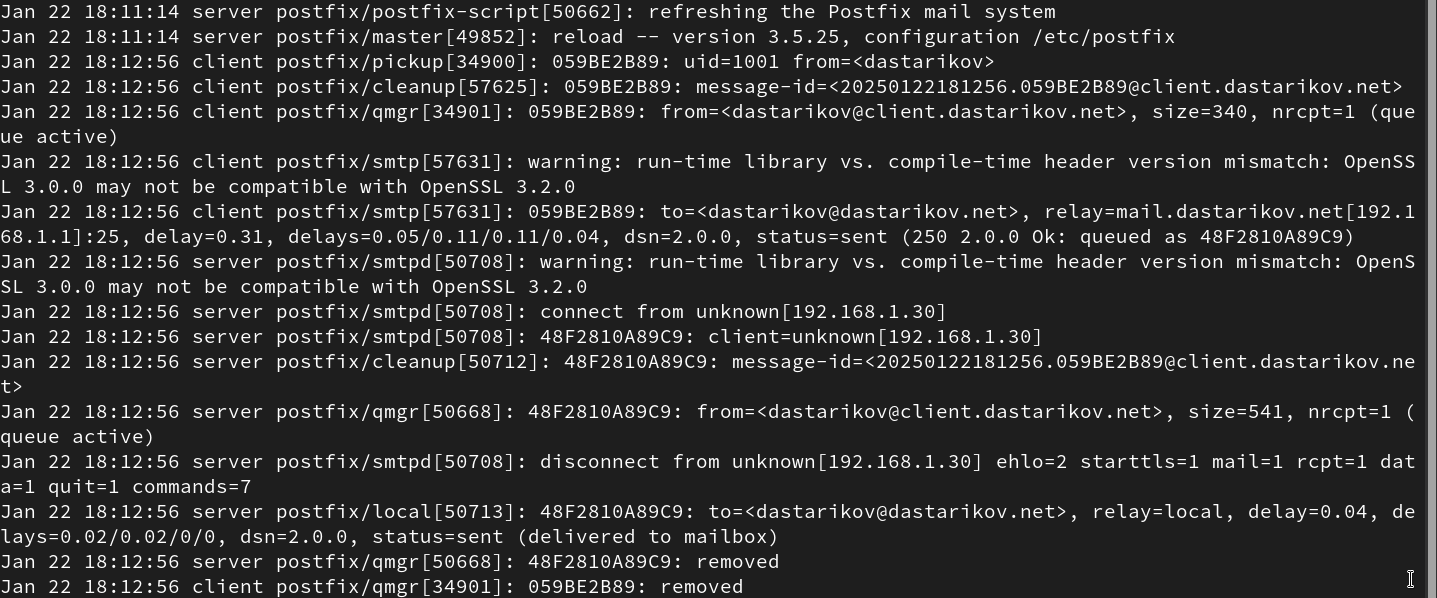 Jan 22 18:11:14 server postfix/postfix-script[50662]: refreshing the Postfix mail system
Jan 22 18:11:14 server postfix/master[49852]: reload -- version 3.5.25, configuration /etc/postfix
Jan 22 18:12:56 client postfix/pickup[34900]: 059BE2B89: uid=1001 from=<dastarikov>
Jan 22 18:12:56 client postfix/cleanup[57625]: 059BE2B89: message-id=<20250122181256.059BE2B89@client.dastarikov.net>
Jan 22 18:12:56 client postfix/qmgr[34901]: 059BE2B89: from=<dastarikov@client.dastarikov.net>, size=340, nrcpt=1 (que
ue active)
Jan 22 18:12:56 client postfix/smtp[57631]: warning: run-time library vs. compile-time header version mismatch: OpenSS
L 3.0.0 may not be compatible with OpenSSL 3.2.0
Jan 22 18:12:56 client postfix/smtp[57631]: 059BE2B89: to=<dastarikov@dastarikov.net>, relay=mail.dastarikov.net[192.1
68.1.1]:25, delay=0.31, delays=0.05/0.11/0.11/0.04, dsn=2.0.0, status=sent (250 2.0.0 Ok: queued as 48F2810A89C9)
Jan 22 18:12:56 server postfix/smtpd[50708]: warning: run-time library vs. compile-time header version mismatch: OpenS
SL 3.0.0 may not be compatible with OpenSSL 3.2.0
Jan 22 18:12:56 server postfix/smtpd[50708]: connect from unknown[192.168.1.30]
Jan 22 18:12:56 server postfix/smtpd[50708]: 48F2810A89C9: client=unknown[192.168.1.30]
Jan 22 18:12:56 server postfix/cleanup[50712]: 48F2810A89C9: message-id=<20250122181256.059BE2B89@client.dastarikov.ne
t>
Jan 22 18:12:56 server postfix/qmgr[50668]: 48F2810A89C9: from=<dastarikov@client.dastarikov.net>, size=541, nrcpt=1 (
queue active)
Jan 22 18:12:56 server postfix/smtpd[50708]: disconnect from unknown[192.168.1.30] ehlo=2 starttls=1 mail=1 rcpt=1 dat
a=1 quit=1 commands=7
Jan 22 18:12:56 server postfix/local[50713]: 48F2810A89C9: to=<dastarikov@dastarikov.net>, relay=local, delay=0.04, de
lays=0.02/0.02/0/0, dsn=2.0.0, status=sent (delivered to mailbox)
Jan 22 18:12:56 server postfix/qmgr[50668]: 48F2810A89C9: removed
Jan 22 18:12:56 client postfix/qmgr[34901]: 059BE2B89: removed